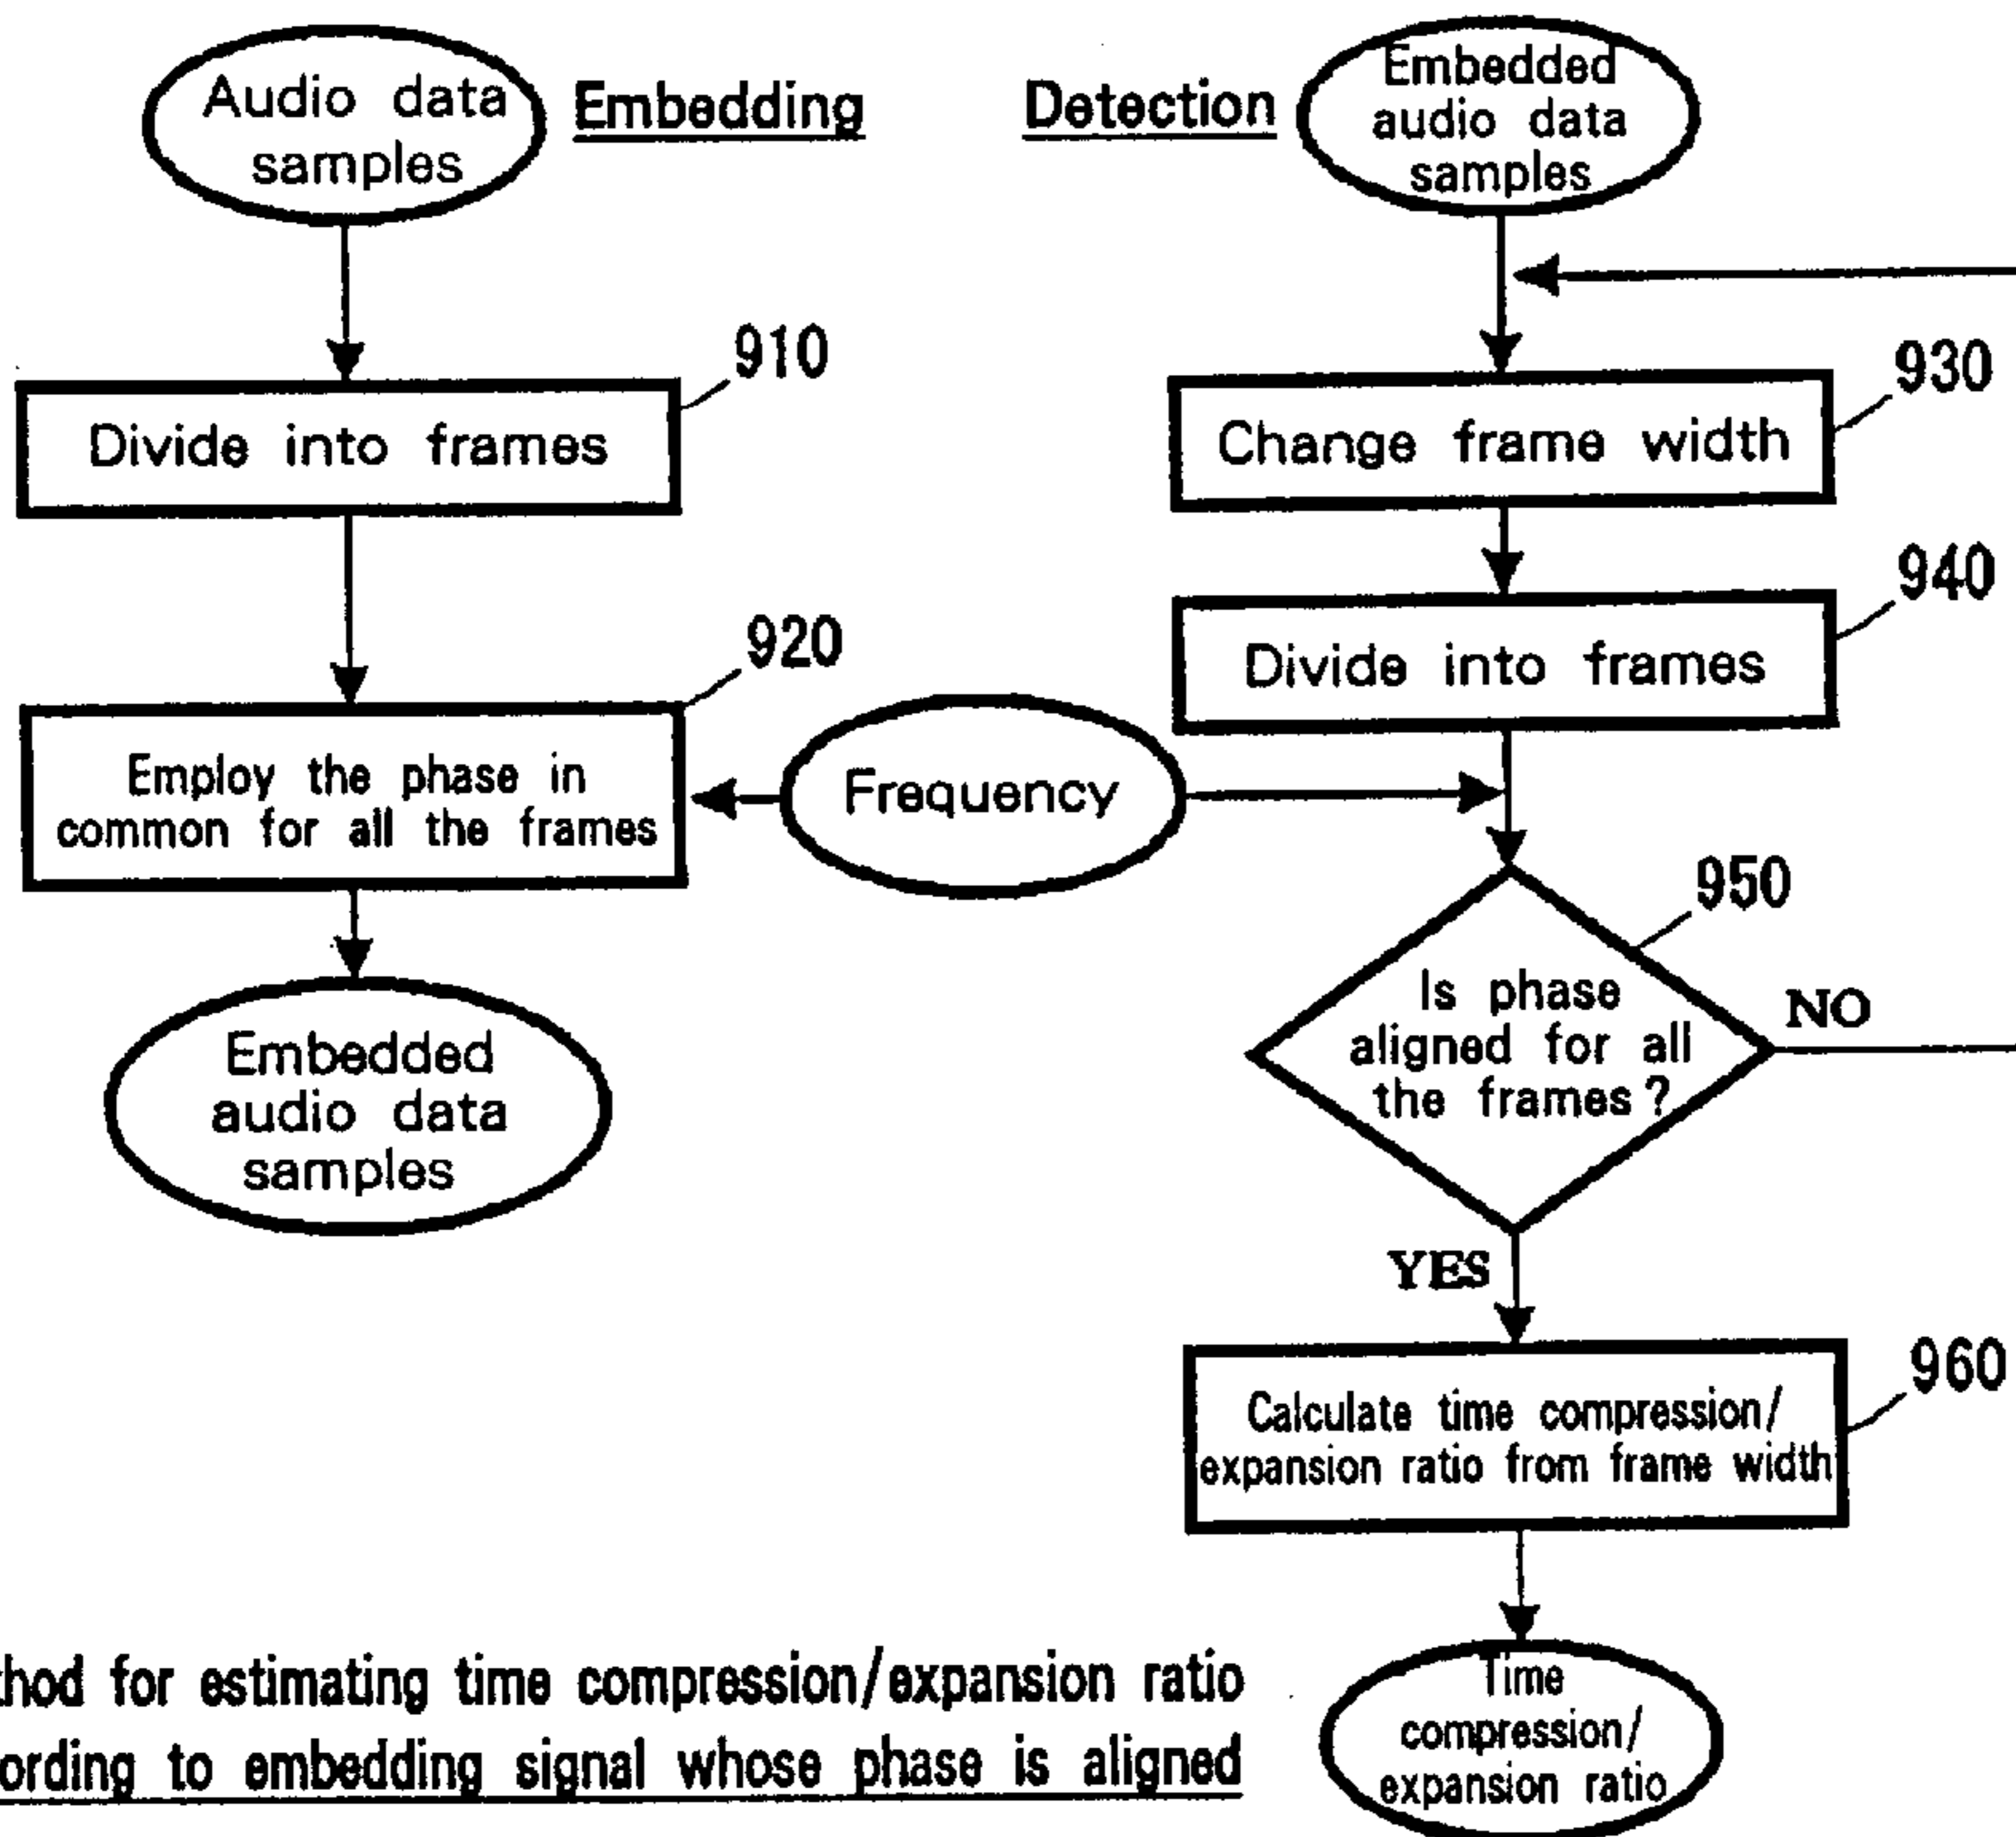 Audio data
samples
Embedding
910
Divide into frames
920
Employ the phase in
common for all the frames
Embedded
audio data
samples
Frequency
Detection
Embedded
audio data
samples
930
Change frame width
940
Divide into frames
950
Is phase
aligned for all
the frames?
NO
YES
960
Calculate time compression/
expansion ratio from frame width
Time
compression/
expansion ratio
for estimating time compression/expansion ratio
to embedding signal whose phase is aligned